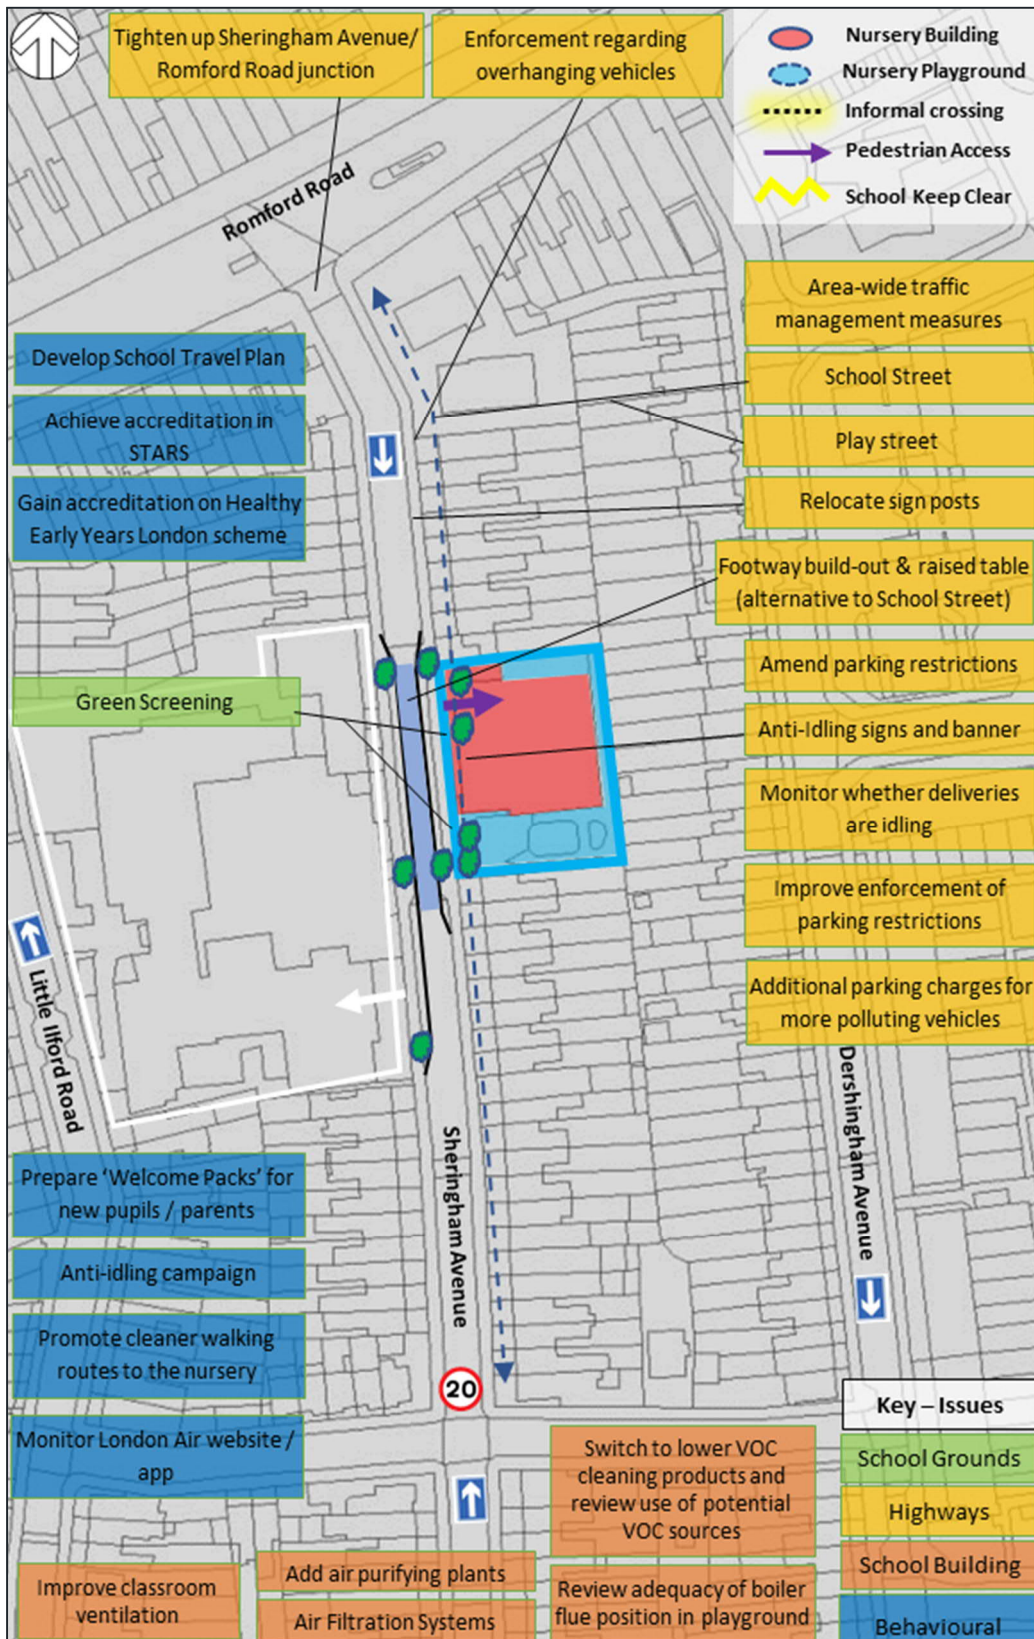 Tighten up Sheringham Avenue/
Romford Road junction
Enforcement regarding
overhanging vehicles
Nursery Building
Nursery Playground
Informal crossing
Pedestrian Access
School Keep Clear
Romford Road
Area-wide traffic
management measures
School Street
Play street
Relocate sign posts
Footway build-out & raised table
(alternative to School Street)
Amend parking restrictions
Anti-Idling signs and banner
Monitor whether deliveries
are idling
Improve enforcement of
parking restrictions
Additional parking charges for
more polluting vehicles
Develop School Travel Plan
Achieve accreditation in
STARS
Gain accreditation on Healthy
Early Years London scheme
Green Screening
Little Ilford Road
Sheringham Avenue
Dershingham Avenue
Prepare ‘Welcome Packs’ for
new pupils / parents
Anti-idling campaign
Promote cleaner walking
routes to the nursery
Monitor London Air website /
app
20
Switch to lower VOC
cleaning products and
review use of potential
VOC sources
Improve classroom
ventilation
Add air purifying plants
Air Filtration Systems
Review adequacy of boiler
flue position in playground
Key – Issues
School Grounds
Highways
School Building
Behavioural